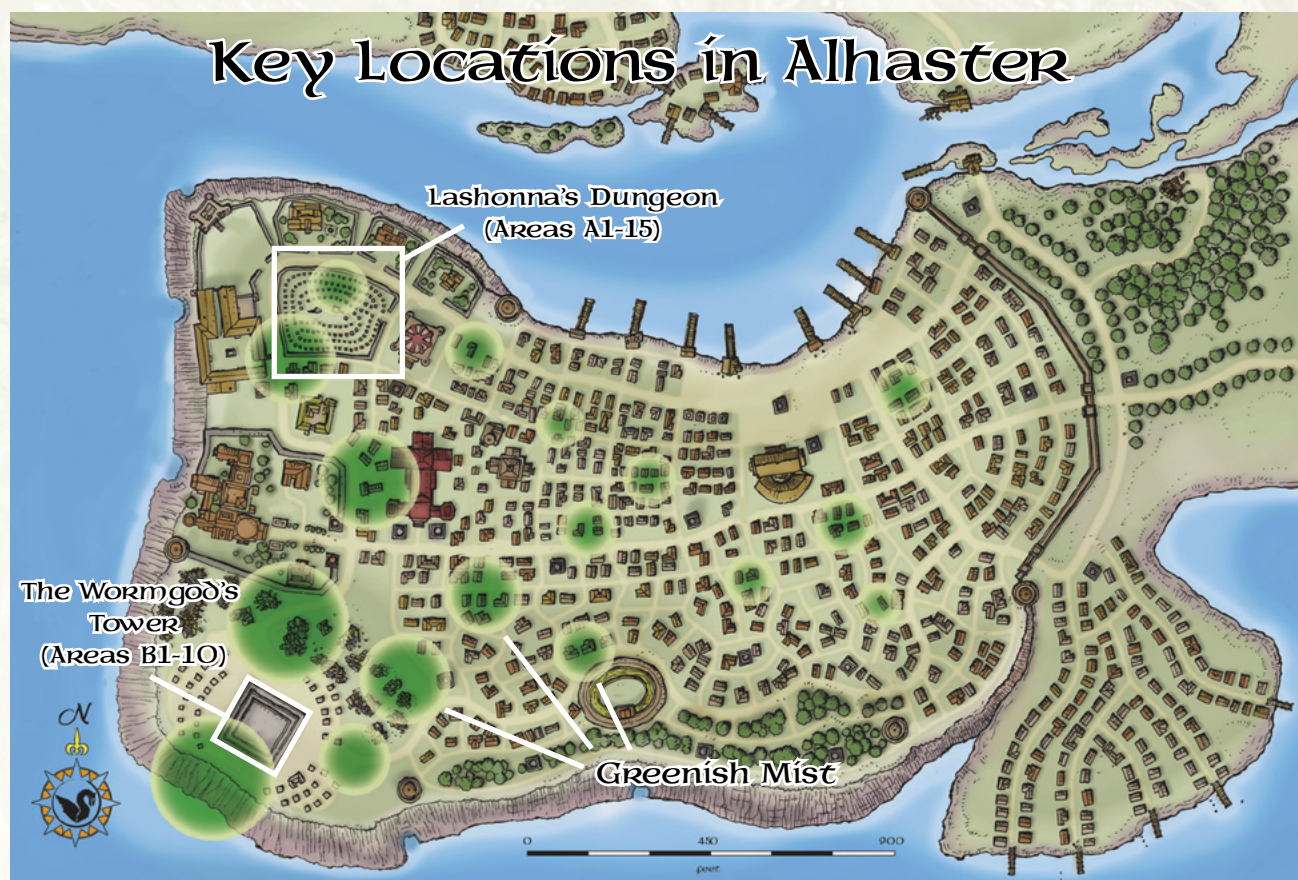 Key Locations in Alhaster
Lashonna's Dungeon
(Areas A1-15)
The Wormgod's
Tower
(Areas B1-10)
N
Greenish Mist
0 450 900
feet